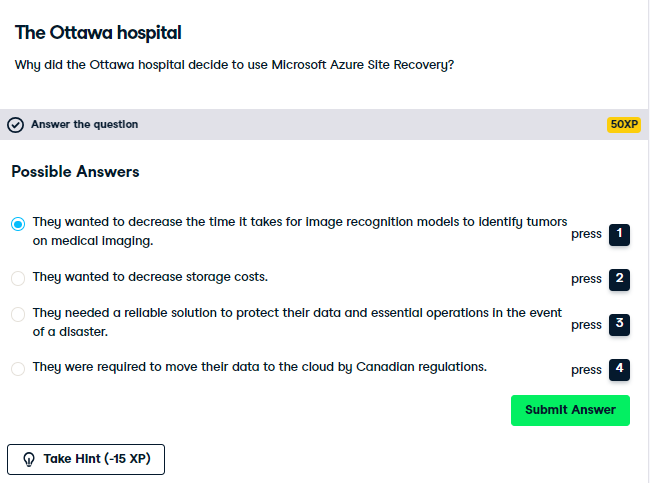 The Ottawa hospital
Why did the Ottawa hospital decide to use Microsoft Azure Site Recovery?
Answer the question
50XP
Possible Answers
They wanted to decrease the time it takes for image recognition models to identify tumors
on medical imaging.
press 1
They wanted to decrease storage costs.
press 2
They needed a reliable solution to protect their data and essential operations in the event
of a disaster.
press 3
They were required to move their data to the cloud by Canadian regulations.
press 4
Submit Answer
Take Hint (-15 XP)